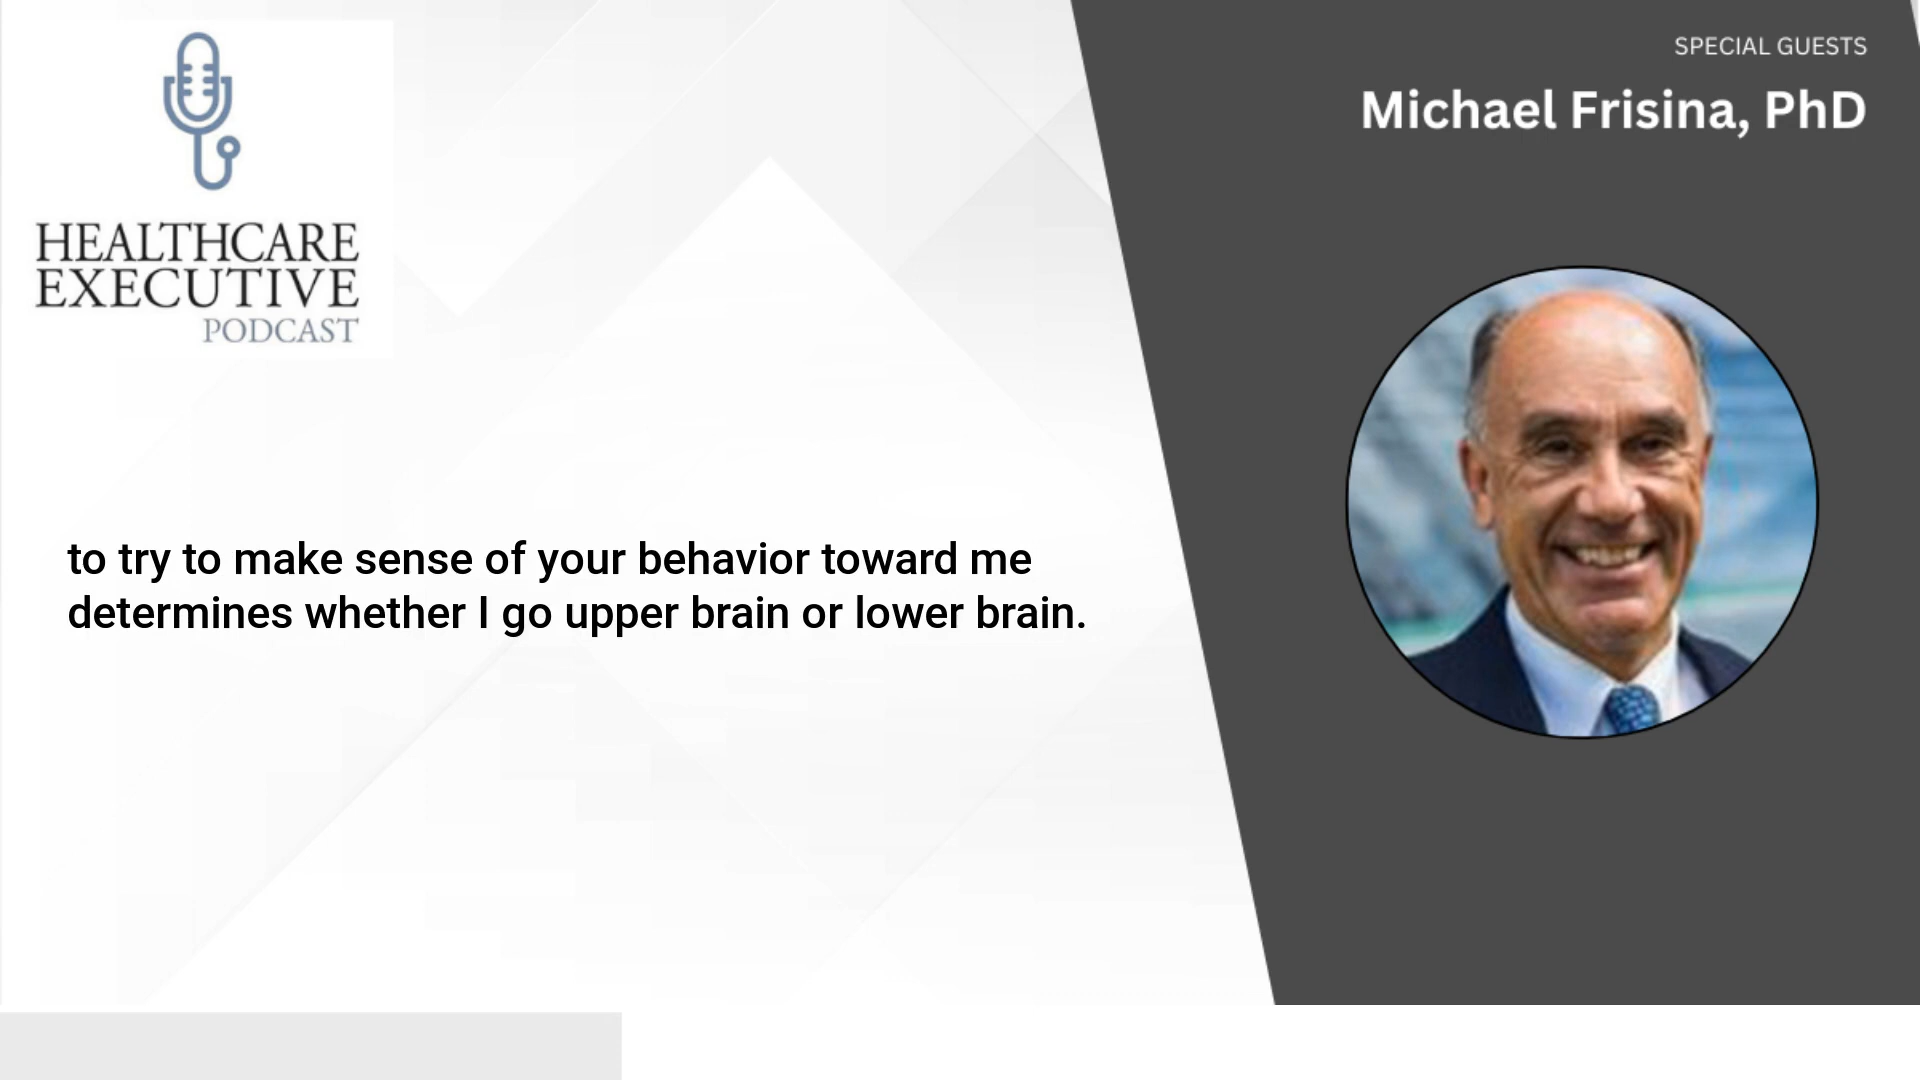 HEALTHCARE
EXECUTIVE
PODCAST
SPECIAL GUESTS
Michael Frisina, PhD
to try to make sense of your behavior toward me
determines whether I go upper brain or lower brain.